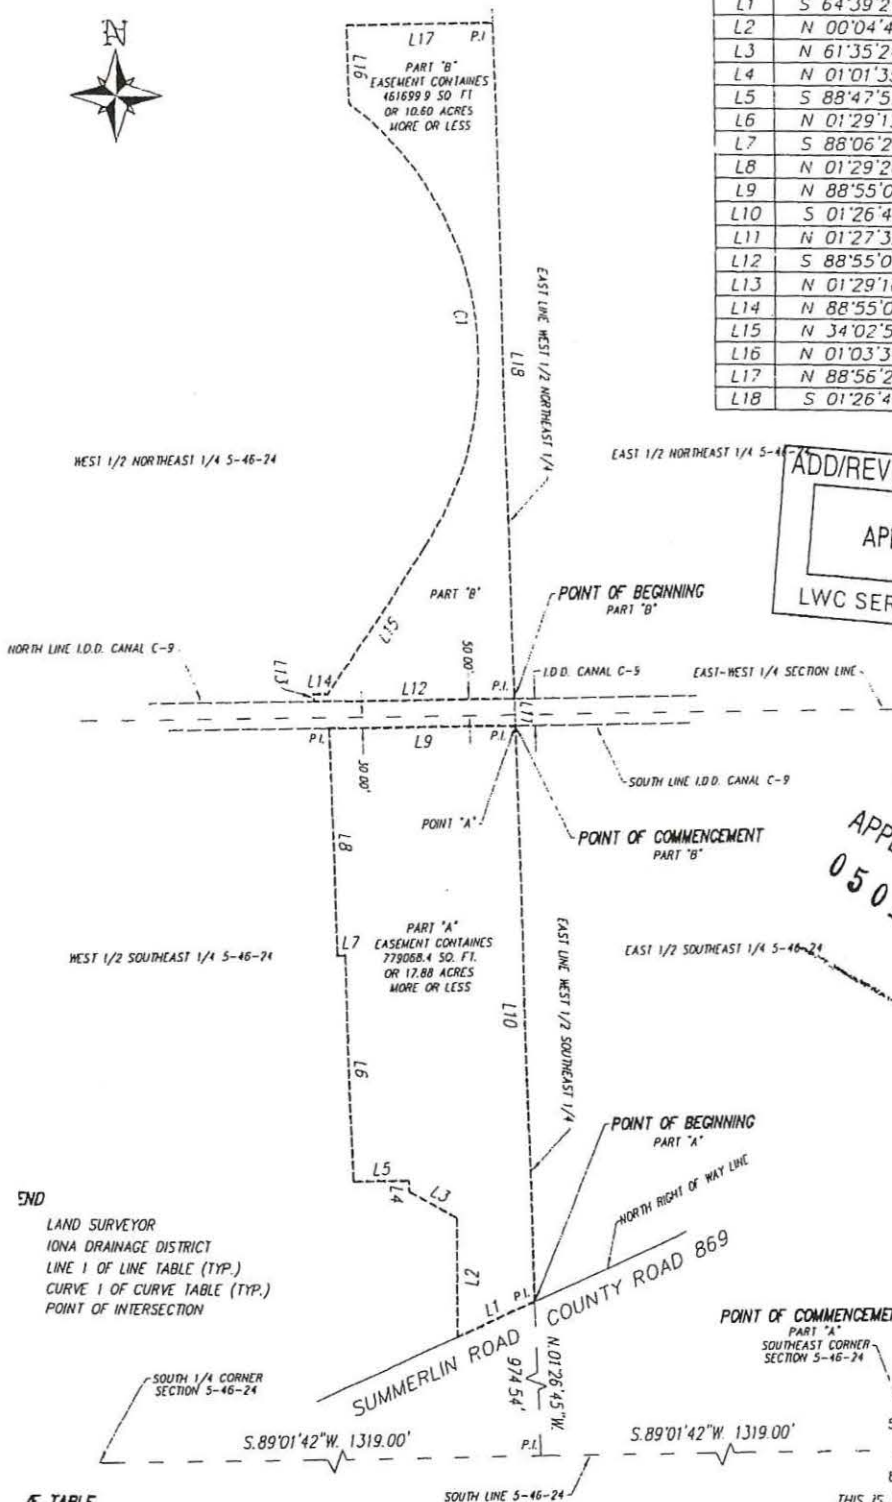 N
L17
P.I
L16
PART "B"
EASEMENT CONTAINES
461699 9 SO FT
OR 10.60 ACRES
MORE OR LESS
L1 S 64°39'2
L2 N 00°04'4
L3 N 61°35'2
L4 N 01°01'3
L5 S 88°47'5
L6 N 01°29'1
L7 S 88°06'2
L8 N 01°29'2
L9 N 88°55'0
L10 S 01°26'4
L11 N 01°27'3
L12 S 88°55'0
L13 N 01°29'1
L14 N 88°55'0
L15 N 34°02'5
L16 N 01°03'3
L17 N 88°56'2
L18 S 01°26'4
C1
L18
EAST LINE WEST 1/2 NORTHEAST 1/4
WEST 1/2 NORTHEAST 1/4 5-46-24
EAST 1/2 NORTHEAST 1/4 5-46-24
ADD/REV
LWC SER
PART "B"
POINT OF BEGINNING
PART "B"
L15
NORTH LINE I.D.D. CANAL C-9
L13
L14
L12
50.00'
P.I.
I.D.D. CANAL C-5
EAST-WEST 1/4 SECTION LINE
L11
P.I.
L9
P.I.
30.00'
SOUTH LINE I.D.D. CANAL C-9
POINT "A"
POINT OF COMMENCEMENT
PART "B"
L8
0 5 0
WEST 1/2 SOUTHEAST 1/4 5-46-24
L7
PART "A"
EASEMENT CONTAINES
779068.4 SO. FT.
OR 17.88 ACRES
MORE OR LESS
EAST 1/2 SOUTHEAST 1/4 5-46-24
EAST LINE WEST 1/2 SOUTHEAST 1/4
L10
L6
POINT OF BEGINNING
PART "A"
L5
L4
L3
NORTH RIGHT OF WAY LINE
END
LAND SURVEYOR
IONA DRAINAGE DISTRICT
LINE 1 OF LINE TABLE (TYP.)
CURVE 1 OF CURVE TABLE (TYP.)
POINT OF INTERSECTION
L2
L1
P.I.
SUMMERLIN ROAD COUNTY ROAD 869
N.01°26'45"W.
974 54'
POINT OF COMMENCEME
PART "A"
SOUTHEAST CORNER
SECTION 5-46-24
SOUTH 1/4 CORNER
SECTION 5-46-24
S.89°01'42"W. 1319.00'
P.I.
S.89°01'42"W. 1319.00'
SOUTH LINE 5-46-24
TABLE
THIS IS